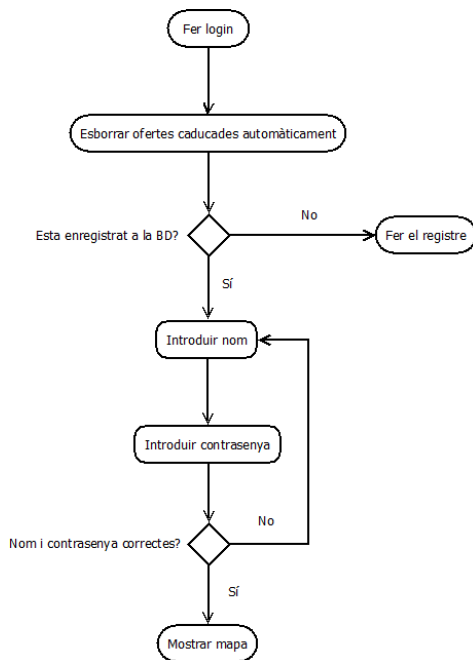 Fer login
Esborrar ofertes caducades automàticament
Esta enregistrat a la BD?
No
Fer el registre
Sí
Introduir nom
Introduir contrasenya
No
Nom i contrasenya correctes?
Sí
Mostrar mapa